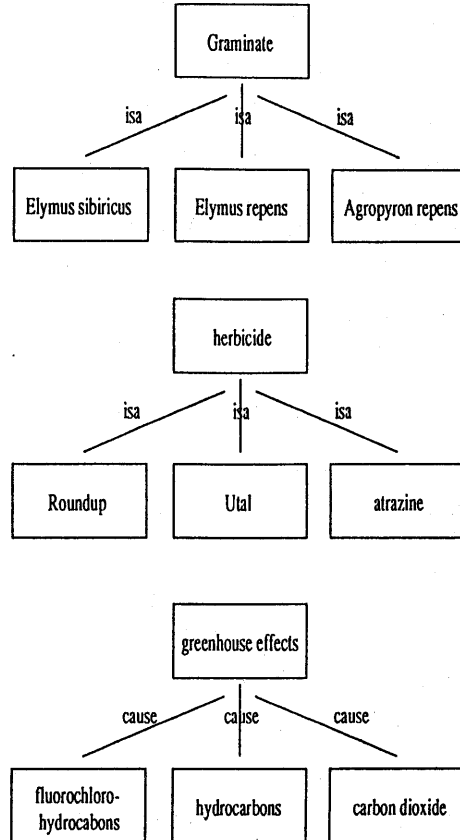 Graminate
isa isa isa
Elymus sibiricus Elymus repens Agropyron repens
herbicide
isa isa isa
Roundup Utal atrazine
greenhouse effects
cause cause cause
fluorochloro-
hydrocabons hydrocarbons carbon dioxide